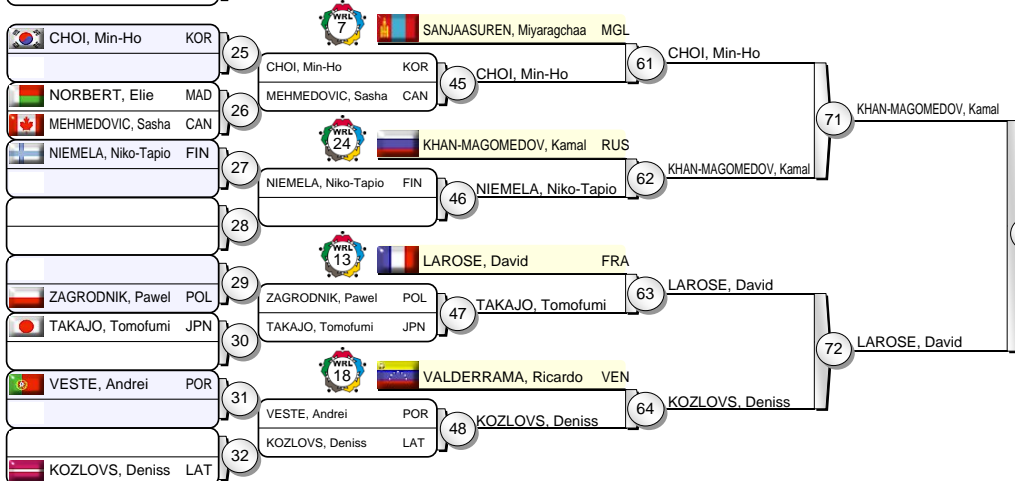 WRL
7
SANJAASUREN, Miyaragchaa MGL
CHOI, Min-Ho KOR
25
CHOI, Min-Ho KOR
MEHMEDOVIC, Sasha CAN
45
CHOI, Min-Ho
61
CHOI, Min-Ho
NORBERT, Elie MAD
MEHMEDOVIC, Sasha CAN
26
71
KHAN-MAGOMEDOV, Kamal
WRL
24
KHAN-MAGOMEDOV, Kamal RUS
NIEMELA, Niko-Tapio FIN
27
NIEMELA, Niko-Tapio FIN
46
NIEMELA, Niko-Tapio
62
KHAN-MAGOMEDOV, Kamal
28
WRL
13
LAROSE, David FRA
29
ZAGRODNIK, Pawel POL
ZAGRODNIK, Pawel POL
TAKAJO, Tomofumi JPN
47
TAKAJO, Tomofumi
63
LAROSE, David
TAKAJO, Tomofumi JPN
30
72
LAROSE, David
WRL
18
VALDERRAMA, Ricardo VEN
VESTE, Andrei POR
31
VESTE, Andrei POR
KOZLOVS, Deniss LAT
48
KOZLOVS, Deniss
64
KOZLOVS, Deniss
32
KOZLOVS, Deniss LAT